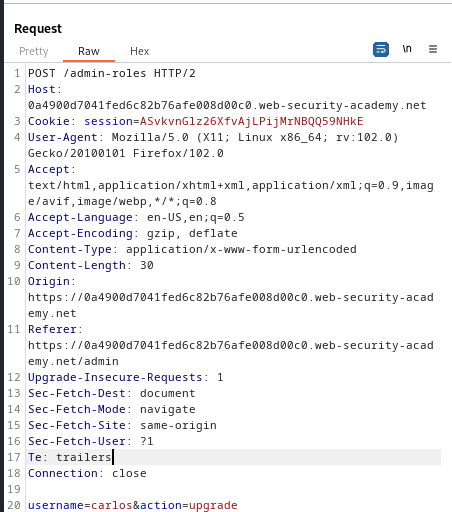 Request
Pretty Raw Hex \n
1 POST /admin-roles HTTP/2
2 Host:
0a4900d7041fed6c82b76afe008d00c0.web-security-academy.net
3 Cookie: session=ASvkvnGlz26XfvAjLPijMrNBQQ59NHkE
4 User-Agent: Mozilla/5.0 (X11; Linux x86_64; rv:102.0)
Gecko/20100101 Firefox/102.0
5 Accept:
text/html,application/xhtml+xml,application/xml;q=0.9,imag
e/avif,image/webp,*/*;q=0.8
6 Accept-Language: en-US,en;q=0.5
7 Accept-Encoding: gzip, deflate
8 Content-Type: application/x-www-form-urlencoded
9 Content-Length: 30
10 Origin:
https://0a4900d7041fed6c82b76afe008d00c0.web-security-acad
emy.net
11 Referer:
https://0a4900d7041fed6c82b76afe008d00c0.web-security-acad
emy.net/admin
12 Upgrade-Insecure-Requests: 1
13 Sec-Fetch-Dest: document
14 Sec-Fetch-Mode: navigate
15 Sec-Fetch-Site: same-origin
16 Sec-Fetch-User: ?1
17 Te: trailers
18 Connection: close
19
20 username=carlos&action=upgrade